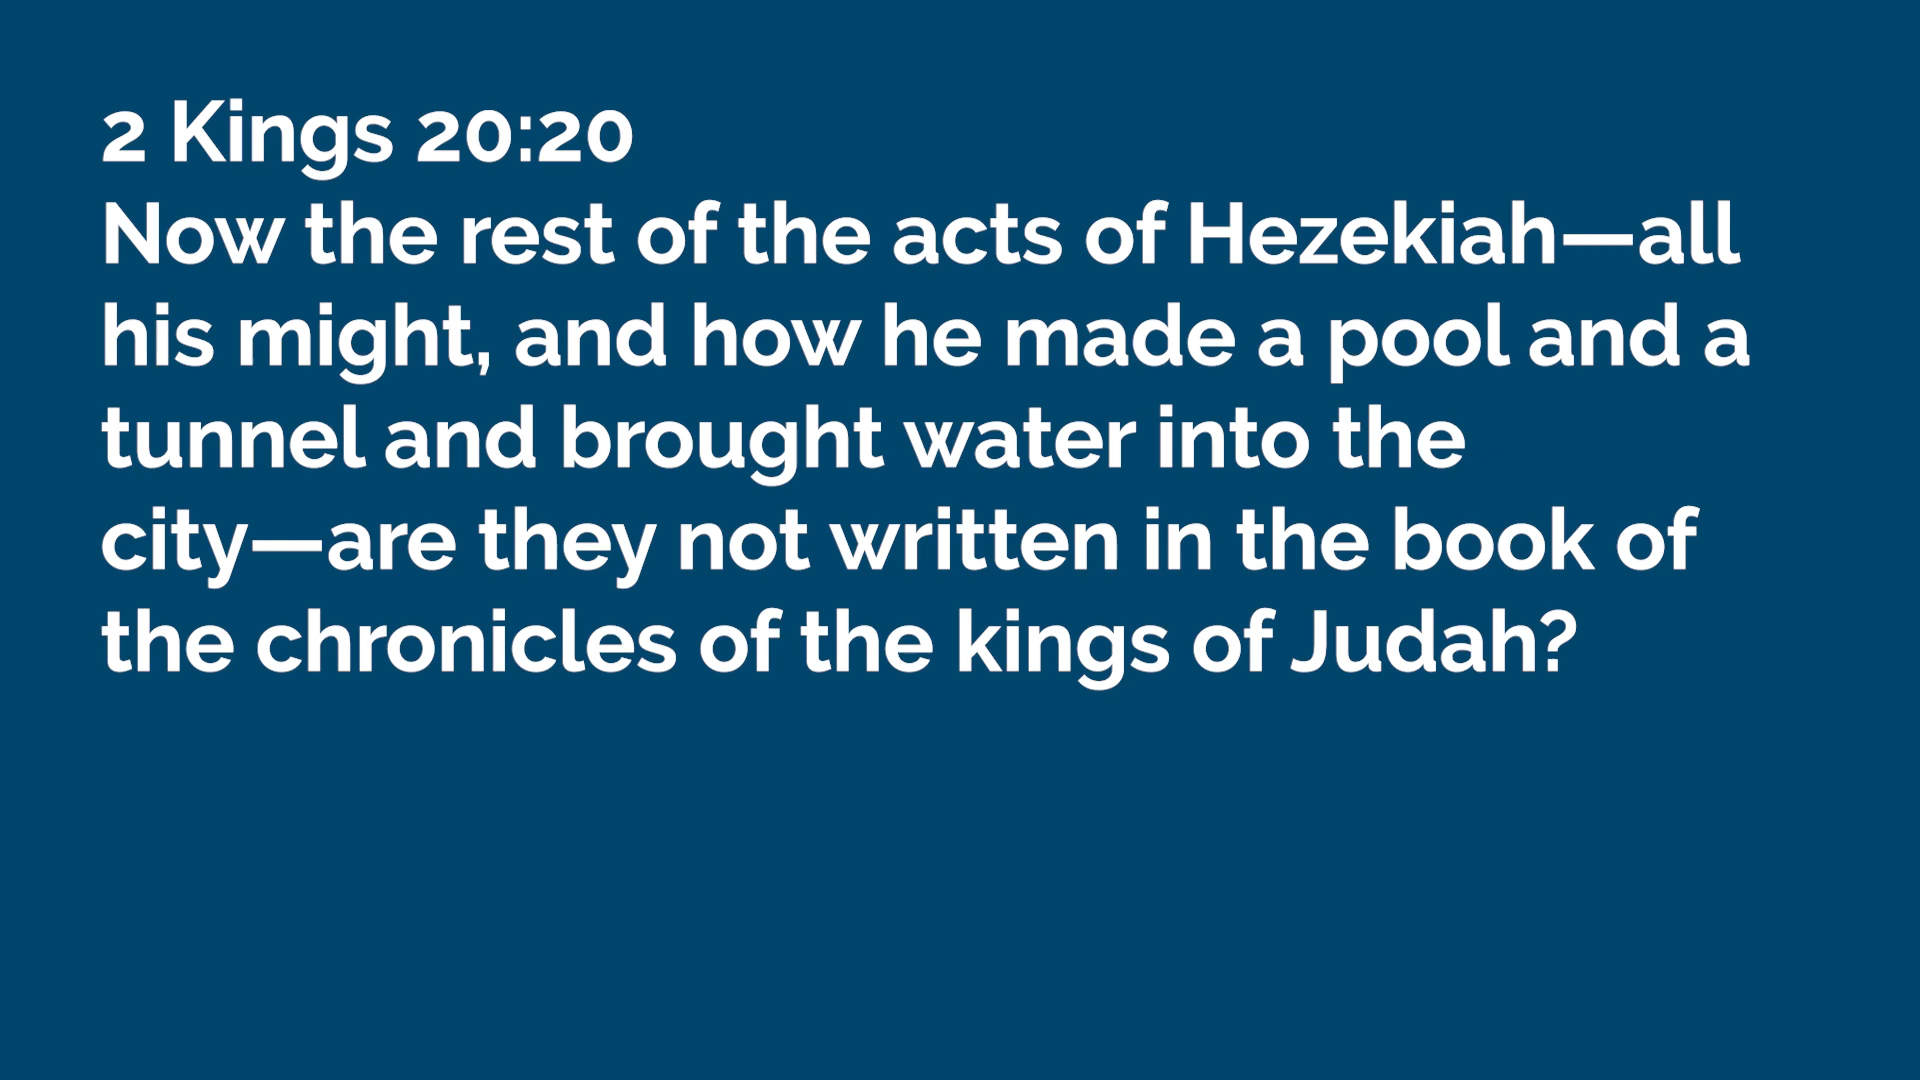 2 Kings 20:20
Now the rest of the acts of Hezekiah—all
his might, and how he made a pool and a
tunnel and brought water into the
city—are they not written in the book of
the chronicles of the kings of Judah?